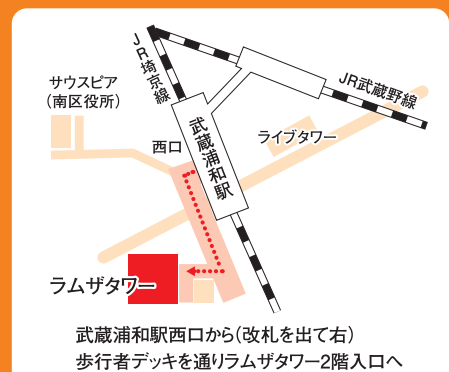 JR埼京線
JR武蔵野線
サウスピア
(南区役所)
武蔵浦和駅
ライブタワー
西口
ラムザタワー
武蔵浦和駅西口から(改札を出て右)
歩行者デッキを通りラムザタワー2階入口へ